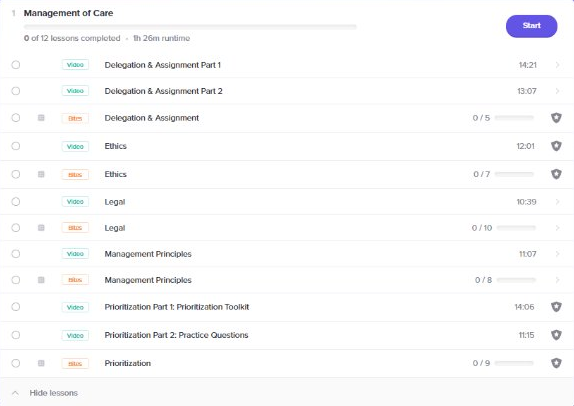 1 Management of Care
0 of 12 lessons completed • 1h 26m runtime
Start
Video Delegation & Assignment Part 1 14:21
Video Delegation & Assignment Part 2 13:07
Bites Delegation & Assignment 0 / 5
Video Ethics 12:01
Bites Ethics 0 / 7
Video Legal 10:39
Bites Legal 0 / 10
Video Management Principles 11:07
Bites Management Principles 0 / 8
Video Prioritization Part 1: Prioritization Toolkit 14:06
Video Prioritization Part 2: Practice Questions 11:15
Bites Prioritization 0 / 9
Hide lessons